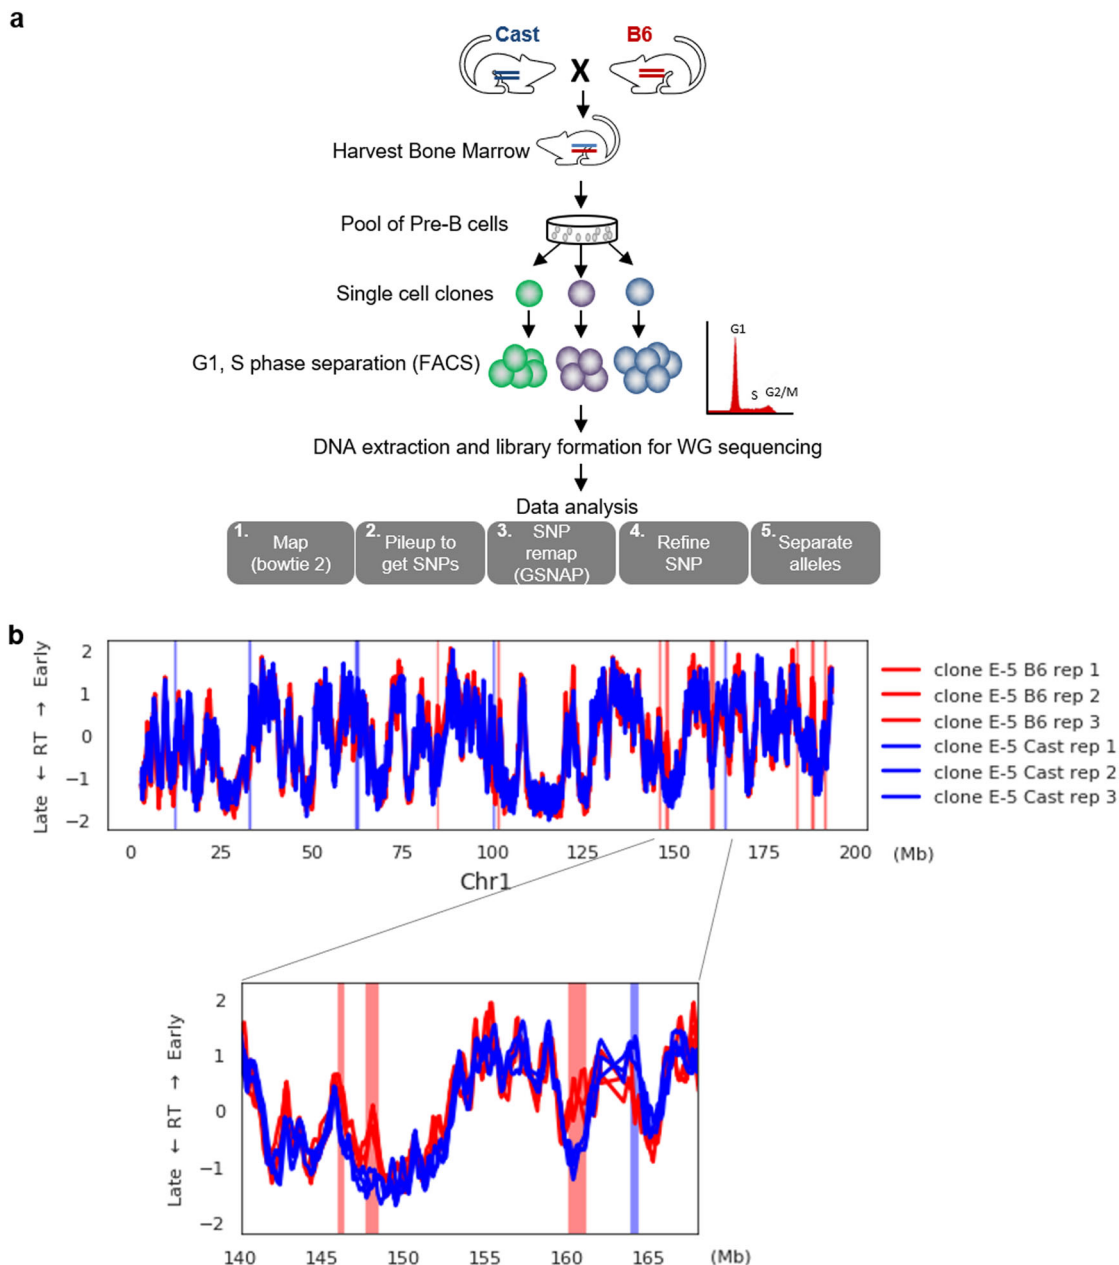 a
Cast
B6
X
Harvest Bone Marrow
Pool of Pre-B cells
Single cell clones
G1, S phase separation (FACS)
G1
S
G2/M
DNA extraction and library formation for WG sequencing
Data analysis
1. Map
(bowtie 2)
2. Pileup to
get SNPs
3. SNP
remap
(GSNAP)
4. Refine
SNP
5. Separate
alleles
b
Late ← RT → Early
2
1
0
−1
−2
0 25 50 75 100 125 150 175 200 (Mb)
Chr1
clone E-5 B6 rep 1
clone E-5 B6 rep 2
clone E-5 B6 rep 3
clone E-5 Cast rep 1
clone E-5 Cast rep 2
clone E-5 Cast rep 3
Late ← RT → Early
2
1
0
−1
−2
140 145 150 155 160 165 (Mb)